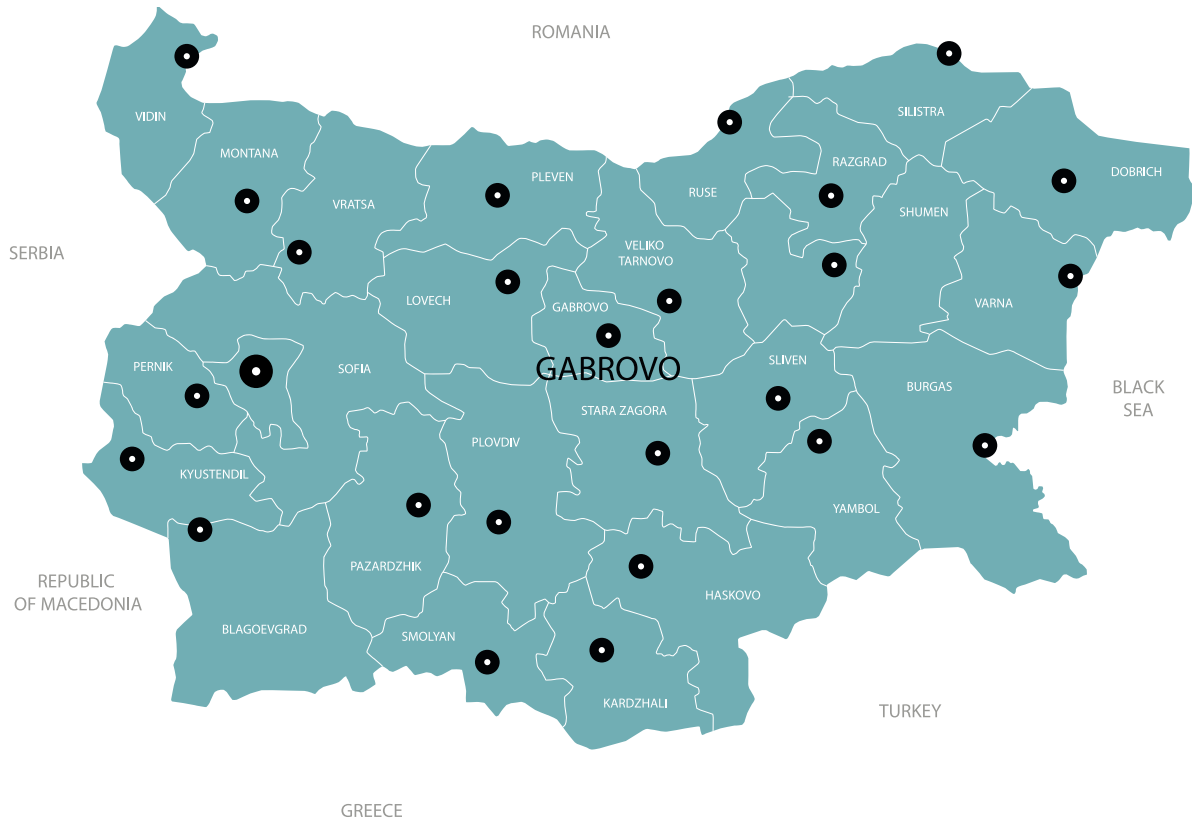 ROMANIA
VIDIN
SILISTRA
MONTANA
PLEVEN
RAZGRAD
DOBRICH
VRATSA
RUSE
SHUMEN
SERBIA
VELIKO
TARNOVO
LOVECH
GABROVO
VARNA
PERNIK
SOFIA
GABROVO
SLIVEN
BURGAS
BLACK
SEA
STARA ZAGORA
PLOVDIV
KYUSTENDIL
YAMBOL
PAZARDZHIK
REPUBLIC
OF MACEDONIA
HASKOVO
BLAGOEVGRAD
SMOLYAN
KARDZHALI
TURKEY
GREECE